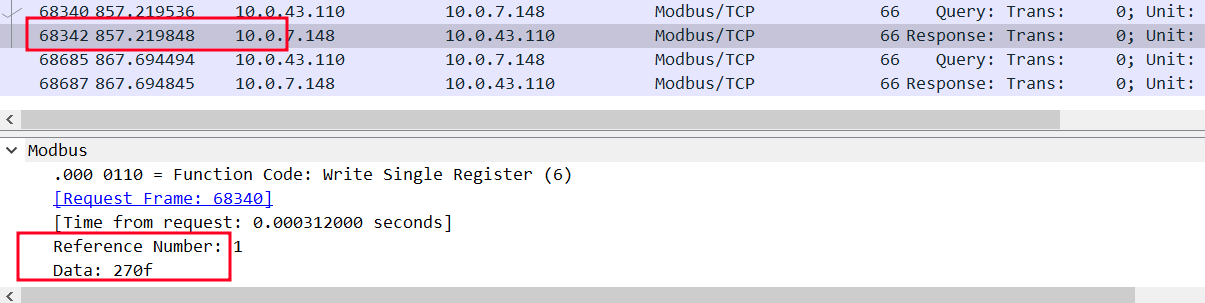 68340 857.219536 10.0.43.110 10.0.7.148 Modbus/TCP 66 Query: Trans: 0; Unit:
68342 857.219848 10.0.7.148 10.0.43.110 Modbus/TCP 66 Response: Trans: 0; Unit:
68685 867.694494 10.0.43.110 10.0.7.148 Modbus/TCP 66 Query: Trans: 0; Unit:
68687 867.694845 10.0.7.148 10.0.43.110 Modbus/TCP 66 Response: Trans: 0; Unit:
Modbus
.000 0110 = Function Code: Write Single Register (6)
[Request Frame: 68340]
[Time from request: 0.000312000 seconds]
Reference Number: 1
Data: 270f